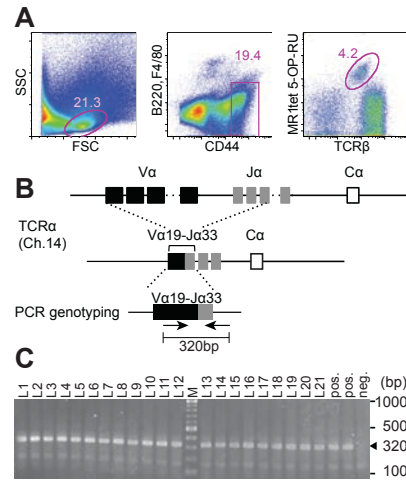 A
SSC
21.3
FSC
B220,F4/80
19.4
CD44
MR1tet 5-OP-RU
4.2
TCRβ
B
Vα Jα Cα
TCRα
(Ch.14)
Vα19-Jα33 Cα
PCR genotyping
Vα19-Jα33
320bp
C
L1 L2 L3 L4 L5 L6 L7 L8 L9 L10 L11 L12 M L13 L14 L15 L16 L17 L18 L19 L20 L21 pos. pos. neg. (bp)
1000
500
320
100